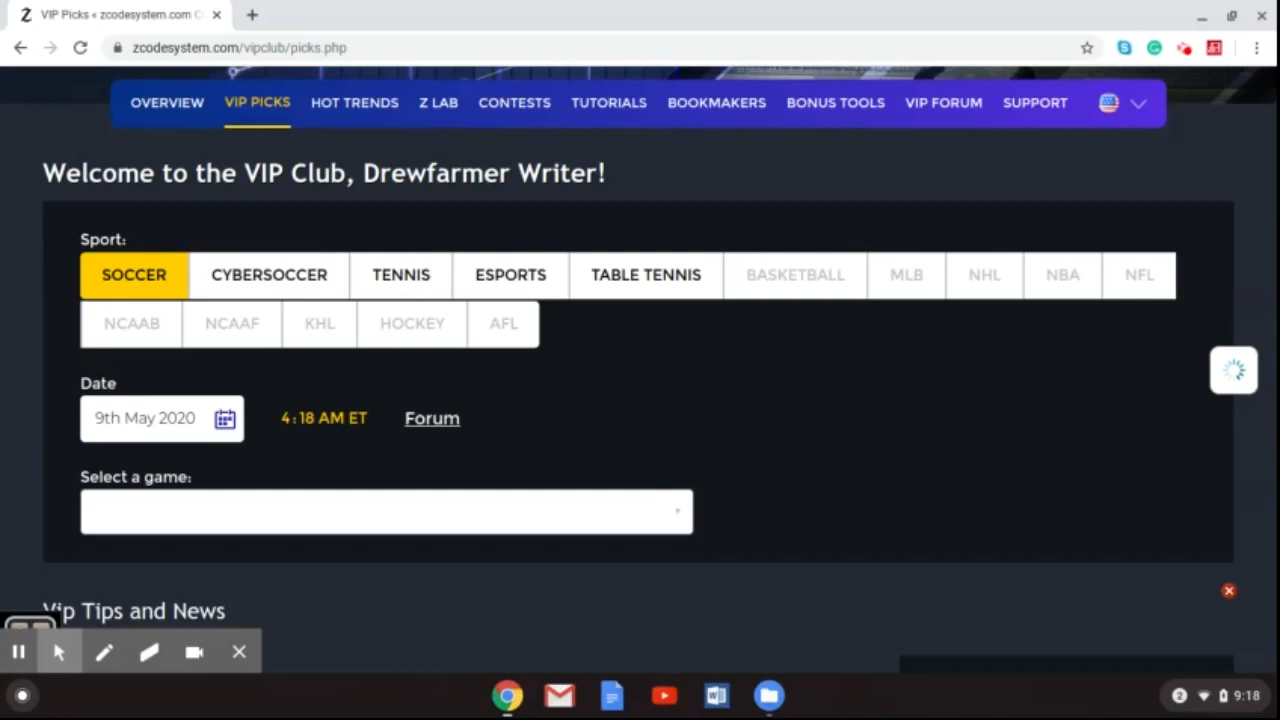 VIP Picks « zcodesystem.com C
zcodesystem.com/vipclub/picks.php
OVERVIEW VIP PICKS HOT TRENDS Z LAB CONTESTS TUTORIALS BOOKMAKERS BONUS TOOLS VIP FORUM SUPPORT
Welcome to the VIP Club, Drewfarmer Writer!
Sport:
SOCCER CYBERSOCCER TENNIS ESPORTS TABLE TENNIS BASKETBALL MLB NHL NBA NFL
NCAAB NCAAF KHL HOCKEY AFL
Date
9th May 2020 4:18 AM ET Forum
Select a game:
Vip Tips and News
2 9:18